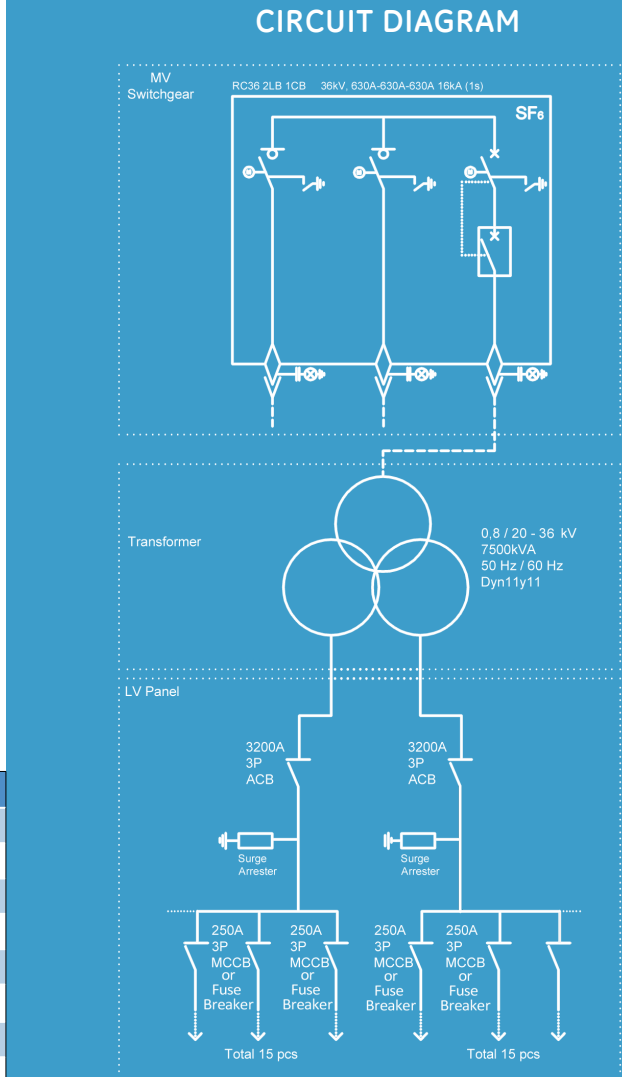 CIRCUIT DIAGRAM
MV
Switchgear
RC36 2LB 1CB 36kV, 630A-630A-630A 16kA (1s)
SF6
Transformer
0,8 / 20 - 36 kV
7500kVA
50 Hz / 60 Hz
Dyn11y11
LV Panel
3200A
3P
ACB
3200A
3P
ACB
Surge
Arrester
Surge
Arrester
250A
3P
MCCB
or
Fuse
Breaker
250A
3P
MCCB
or
Fuse
Breaker
250A
3P
MCCB
or
Fuse
Breaker
250A
3P
MCCB
or
Fuse
Breaker
Total 15 pcs
Total 15 pcs